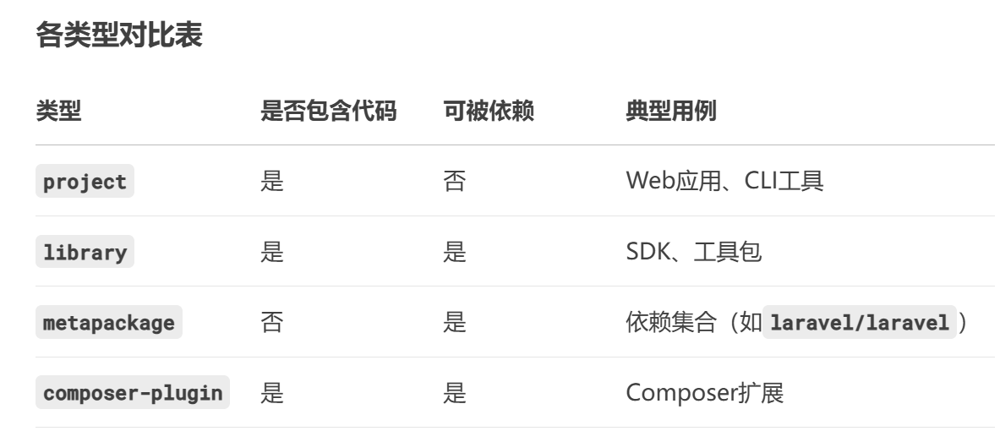 各类型对比表
类型 是否包含代码 可被依赖 典型用例
project 是 否 Web应用、CLI工具
library 是 是 SDK、工具包
metapackage 否 是 依赖集合（如 laravel/laravel ）
composer-plugin 是 是 Composer扩展